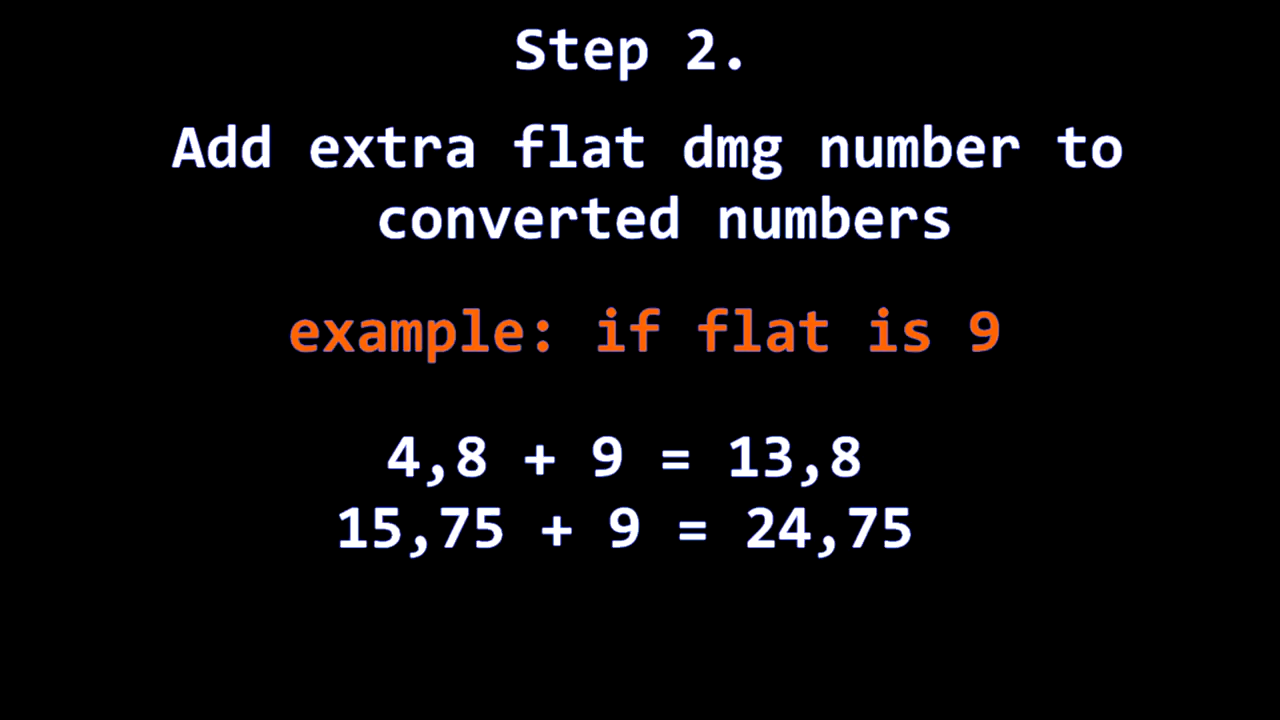 Step 2.
Add extra flat dmg number to
converted numbers
example: if flat is 9
4,8 + 9 = 13,8
15,75 + 9 = 24,75